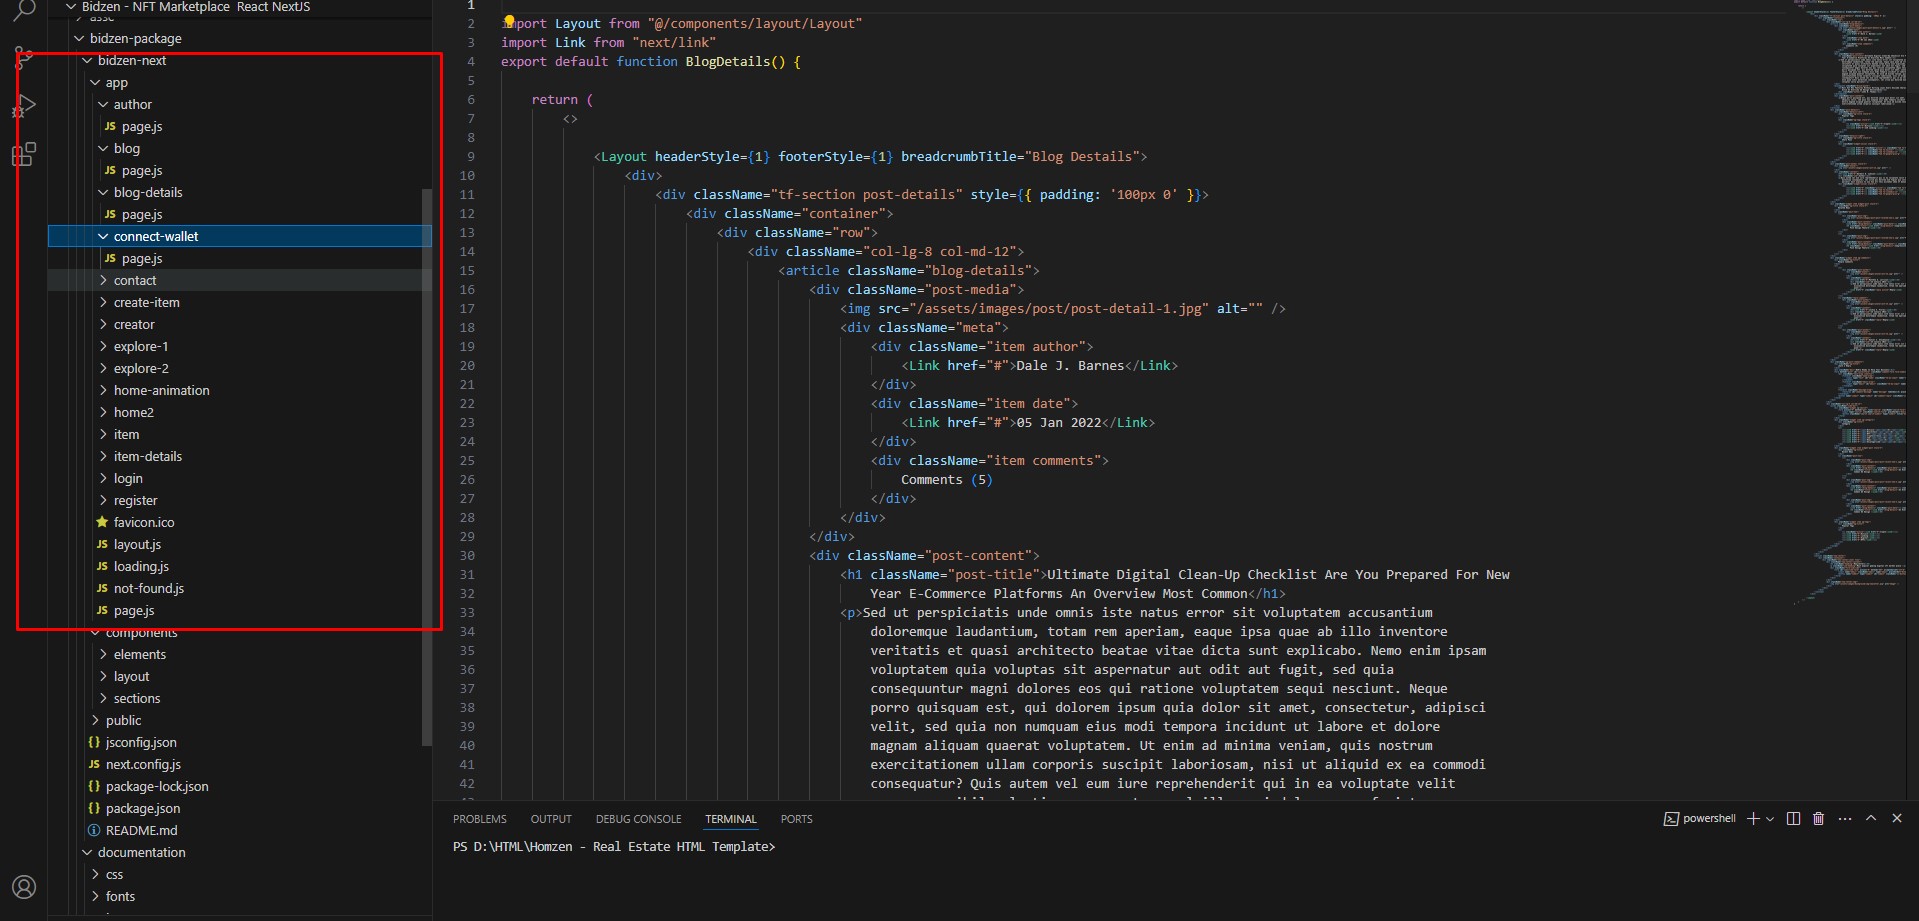 Bidzen - NFT Marketplace React NextJS
bidzen-package
bidzen-next
app
author
JS page.js
blog
JS page.js
blog-details
JS page.js
connect-wallet
JS page.js
contact
create-item
creator
explore-1
explore-2
home-animation
home2
item
item-details
login
register
favicon.ico
JS layout.js
JS loading.js
JS not-found.js
JS page.js
components
elements
layout
sections
public
{} jsconfig.json
JS next.config.js
{} package-lock.json
{} package.json
README.md
documentation
css
fonts
1
2 import Layout from "@/components/layout/Layout"
3 import Link from "next/link"
4 export default function BlogDetails() {
5
6 return (
7 <>
8
9 <Layout headerStyle={1} footerStyle={1} breadcrumbTitle="Blog Destails">
10 <div>
11 <div className="tf-section post-details" style={{ padding: '100px 0' }}>
12 <div className="container">
13 <div className="row">
14 <div className="col-lg-8 col-md-12">
15 <article className="blog-details">
16 <div className="post-media">
17 <img src="/assets/images/post/post-detail-1.jpg" alt="" />
18 <div className="meta">
19 <div className="item author">
20 <Link href="#">Dale J. Barnes</Link>
21 </div>
22 <div className="item date">
23 <Link href="#">05 Jan 2022</Link>
24 </div>
25 <div className="item comments">
26 Comments (5)
27 </div>
28 </div>
29 </div>
30 <div className="post-content">
31 <h1 className="post-title">Ultimate Digital Clean-Up Checklist Are You Prepared For New
32 Year E-Commerce Platforms An Overview Most Common</h1>
33 <p>Sed ut perspiciatis unde omnis iste natus error sit voluptatem accusantium
34 doloremque laudantium, totam rem aperiam, eaque ipsa quae ab illo inventore
35 veritatis et quasi architecto beatae vitae dicta sunt explicabo. Nemo enim ipsam
36 voluptatem quia voluptas sit aspernatur aut odit aut fugit, sed quia
37 consequuntur magni dolores eos qui ratione voluptatem sequi nesciunt. Neque
38 porro quisquam est, qui dolorem ipsum quia dolor sit amet, consectetur, adipisci
39 velit, sed quia non numquam eius modi tempora incidunt ut labore et dolore
40 magnam aliquam quaerat voluptatem. Ut enim ad minima veniam, quis nostrum
41 exercitationem ullam corporis suscipit laboriosam, nisi ut aliquid ex ea commodi
42 consequatur? Quis autem vel eum iure reprehenderit qui in ea voluptate velit
PROBLEMS OUTPUT DEBUG CONSOLE TERMINAL PORTS
powershell
PS D:\HTML\Homzen - Real Estate HTML Template>